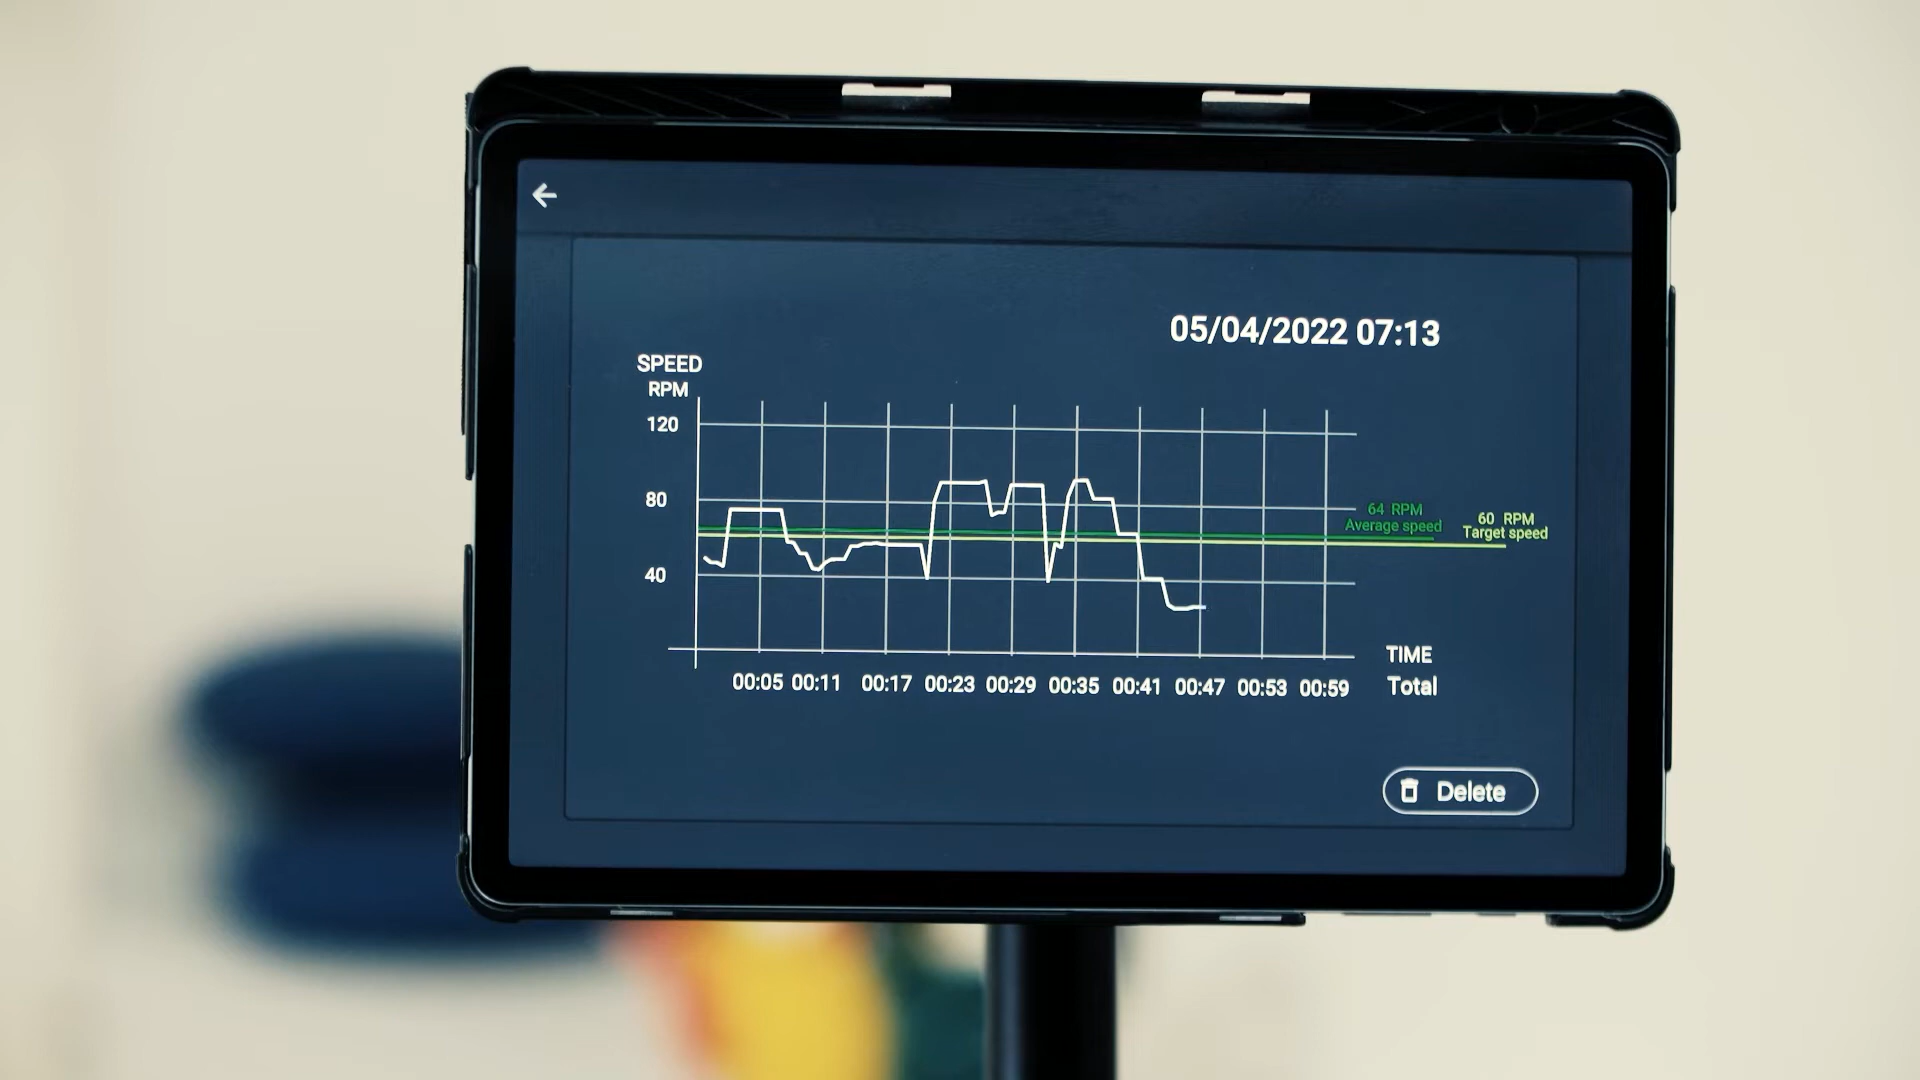 05/04/2022 07:13
SPEED
RPM
120
80
40
64 RPM
Average speed
60 RPM
Target speed
TIME
00:05 00:11 00:17 00:23 00:29 00:35 00:41 00:47 00:53 00:59 Total
Delete